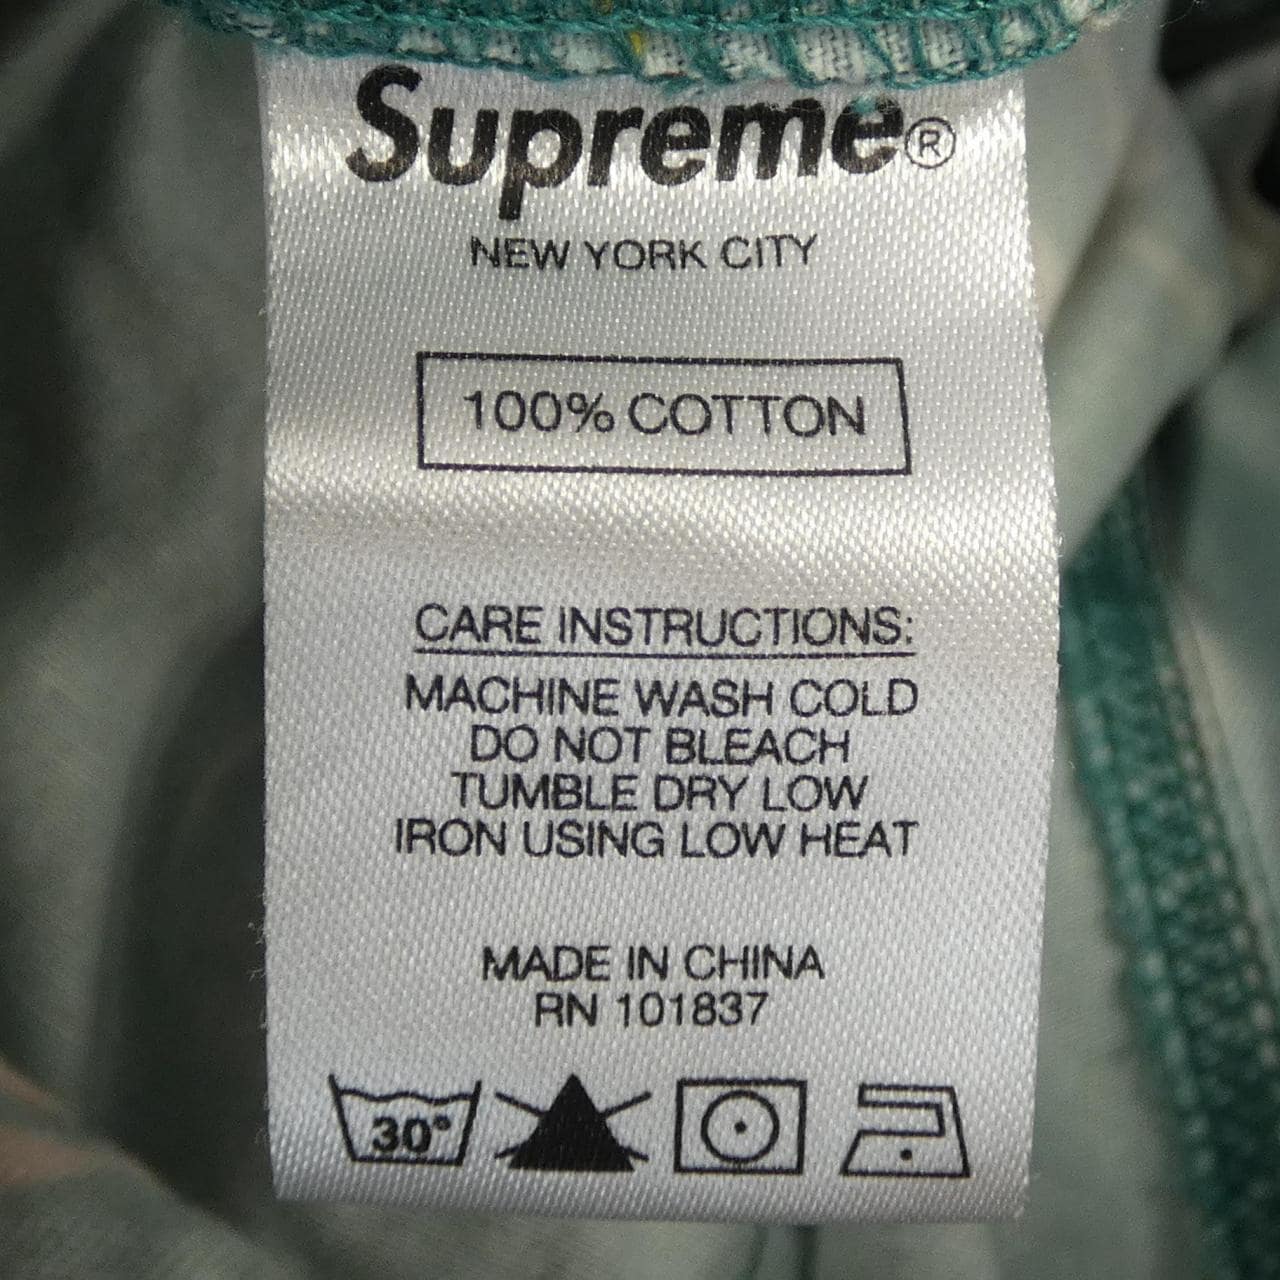 Supreme®
NEW YORK CITY
100% COTTON
CARE INSTRUCTIONS:
MACHINE WASH COLD
DO NOT BLEACH
TUMBLE DRY LOW
IRON USING LOW HEAT
MADE IN CHINA
RN 101837
30°